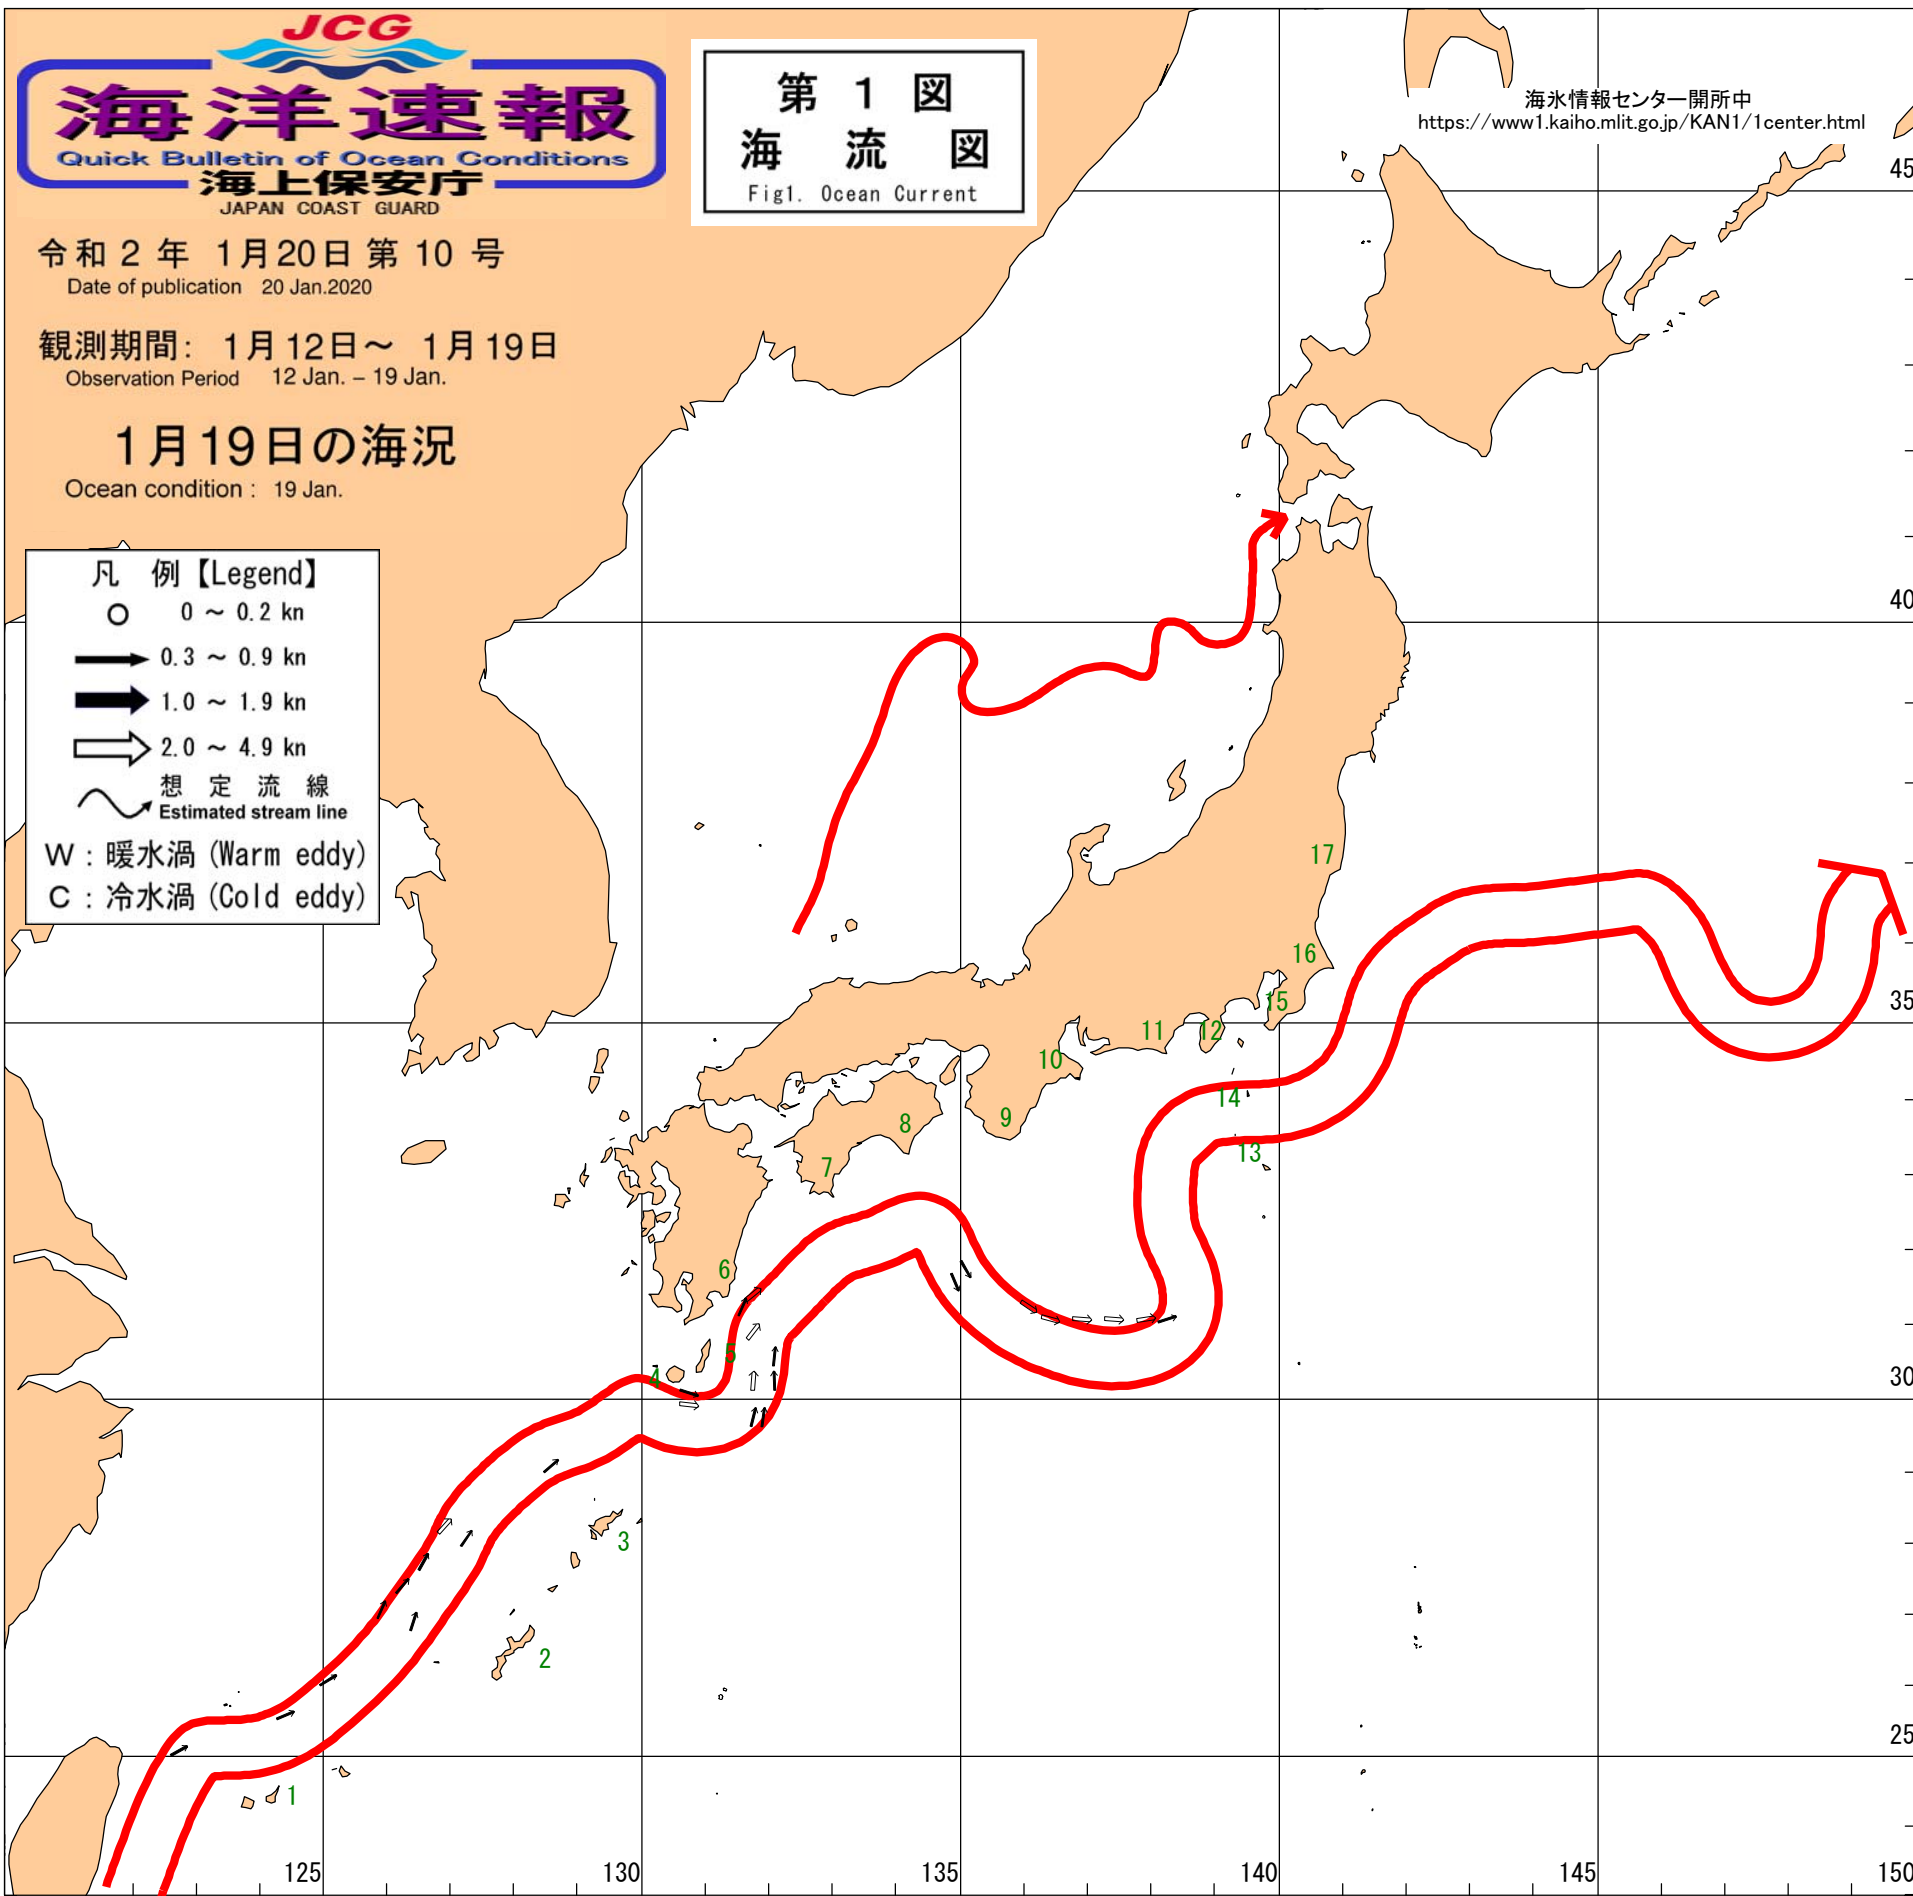 JCG
海洋速報
Quick Bulletin of Ocean Conditions
海上保安庁
JAPAN COAST GUARD
第 1 図
海 流 図
Fig1. Ocean Current
海氷情報センター開所中
https://www1.kaiho.mlit.go.jp/KAN1/1center.html
令和 2 年 1月20日 第 10 号
Date of publication 20 Jan.2020
観測期間: 1月12日～ 1月19日
Observation Period 12 Jan. – 19 Jan.
1月19日の海況
Ocean condition : 19 Jan.
凡 例【Legend】
0 ～ 0.2 kn
0.3 ～ 0.9 kn
1.0 ～ 1.9 kn
2.0 ～ 4.9 kn
想 定 流 線
Estimated stream line
W : 暖水渦 (Warm eddy)
C : 冷水渦 (Cold eddy)
45
40
35
30
25
17
16
15
12
11
10
14
13
9
8
7
6
5
4
3
2
1
125
130
135
140
145
150